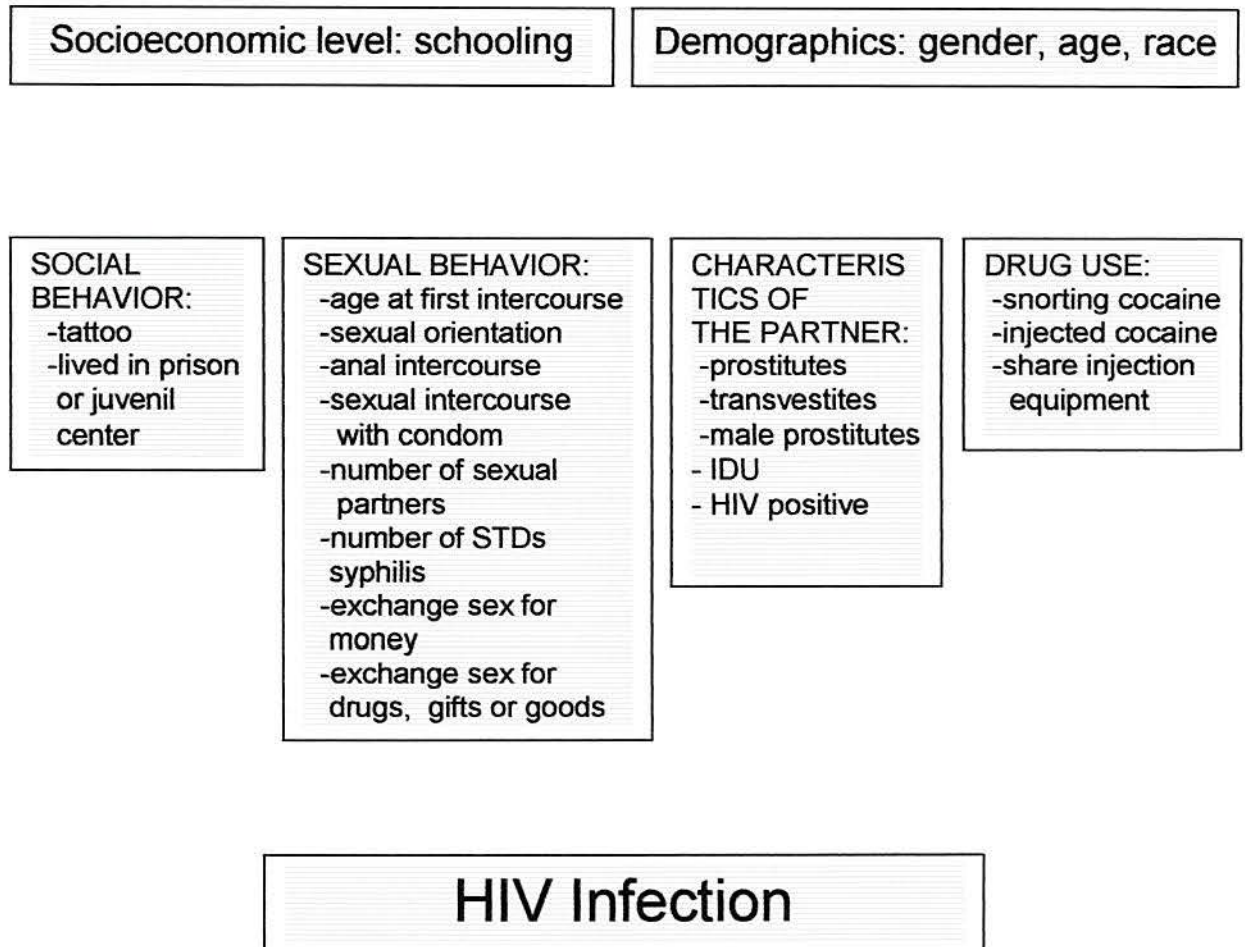 Socioeconomic level: schooling
Demographics: gender, age, race
SOCIAL
BEHAVIOR:
-tattoo
-lived in prison
or juvenil
center
SEXUAL BEHAVIOR:
-age at first intercourse
-sexual orientation
-anal intercourse
-sexual intercourse
with condom
-number of sexual
partners
-number of STDs
syphilis
-exchange sex for
money
-exchange sex for
drugs, gifts or goods
CHARACTERIS
TICS OF
THE PARTNER:
-prostitutes
-transvestites
-male prostitutes
- IDU
- HIV positive
DRUG USE:
-snorting cocaine
-injected cocaine
-share injection
equipment
HIV Infection